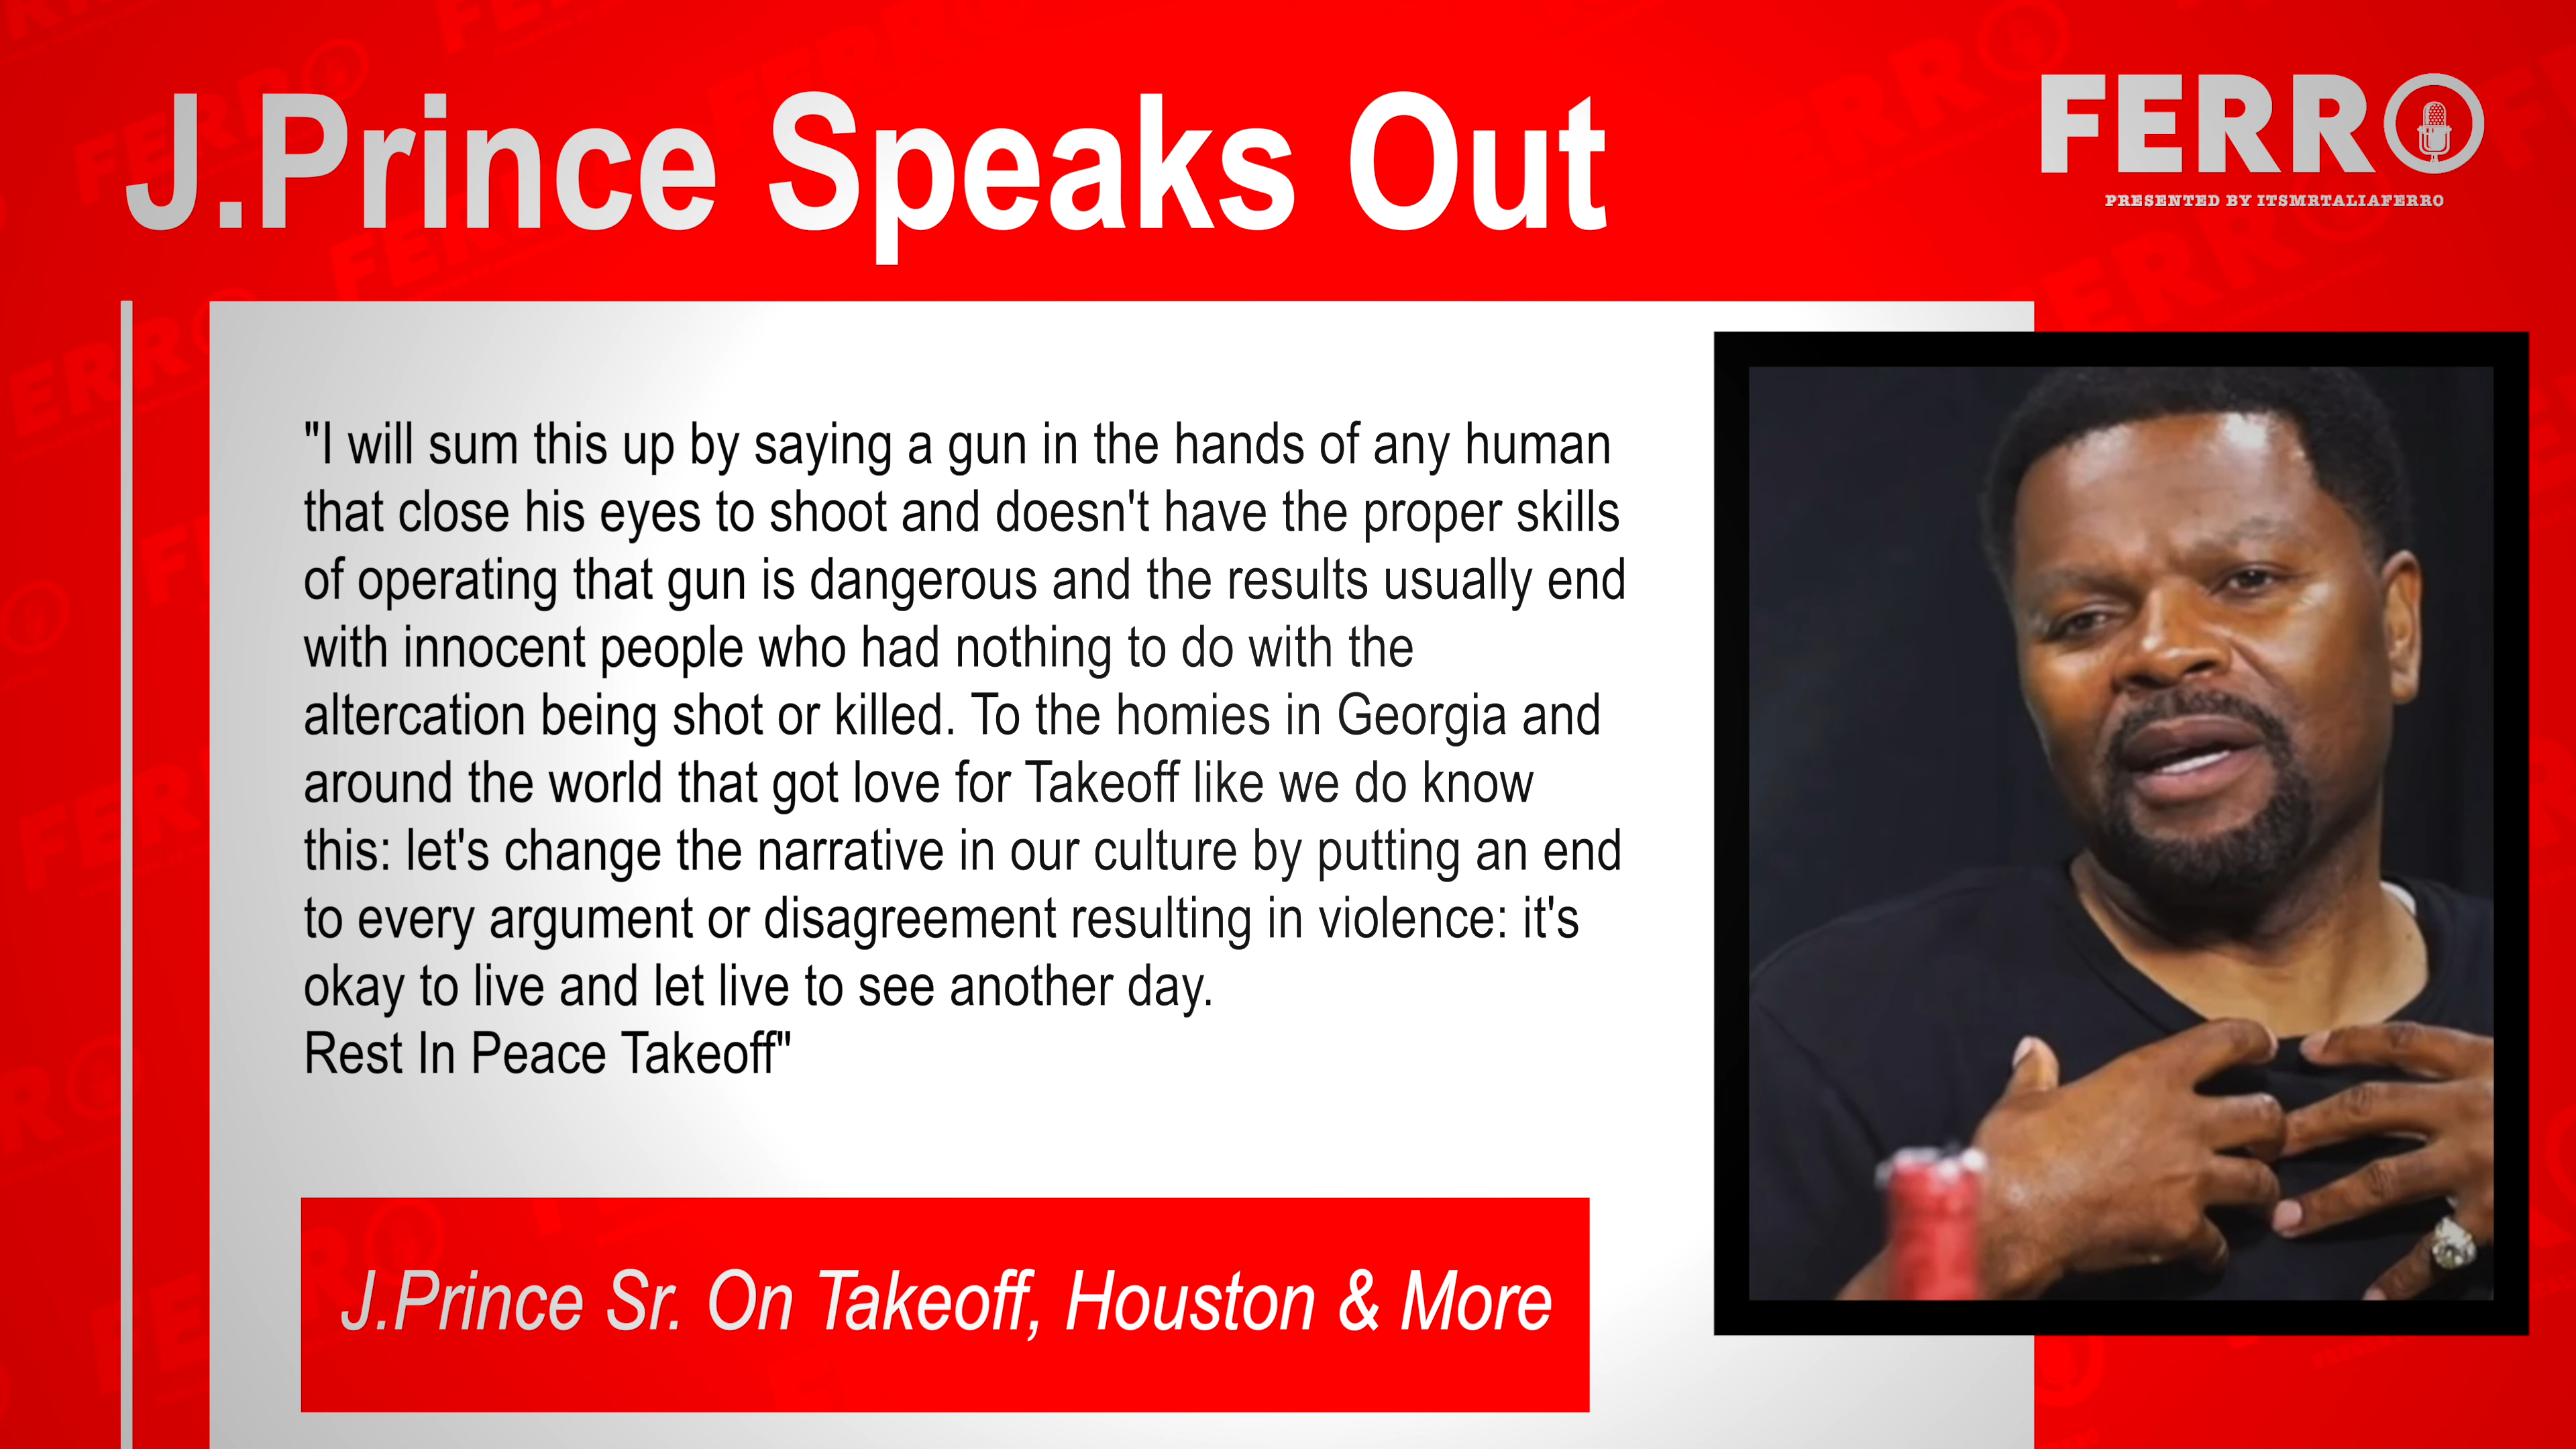 J.Prince Speaks Out
FERRO
PRESENTED BY ITSMRTALIAFERRO
"I will sum this up by saying a gun in the hands of any human
that close his eyes to shoot and doesn't have the proper skills
of operating that gun is dangerous and the results usually end
with innocent people who had nothing to do with the
altercation being shot or killed. To the homies in Georgia and
around the world that got love for Takeoff like we do know
this: let's change the narrative in our culture by putting an end
to every argument or disagreement resulting in violence: it's
okay to live and let live to see another day.
Rest In Peace Takeoff"
J.Prince Sr. On Takeoff, Houston & More